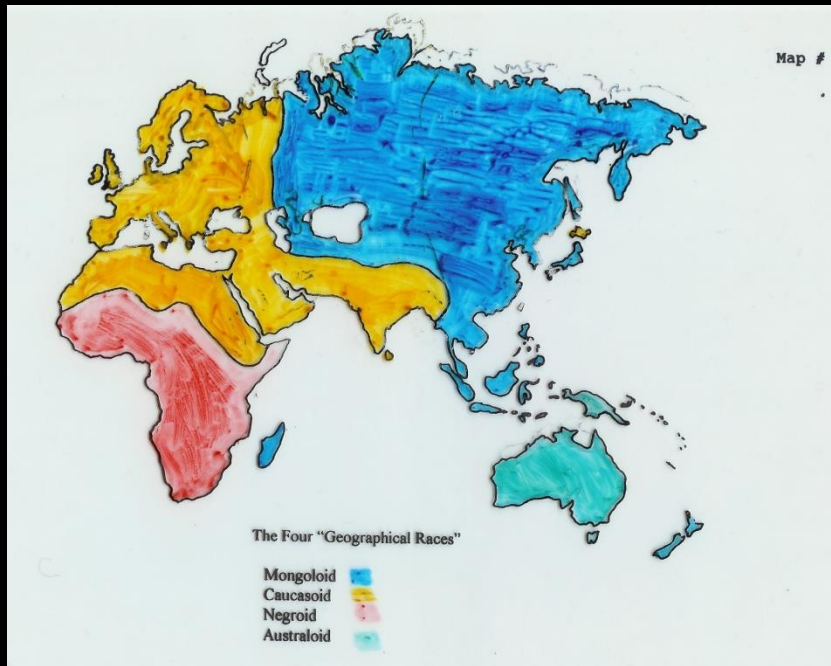 Map #
The Four "Geographical Races"
Mongoloid
Caucasoid
Negroid
Australoid